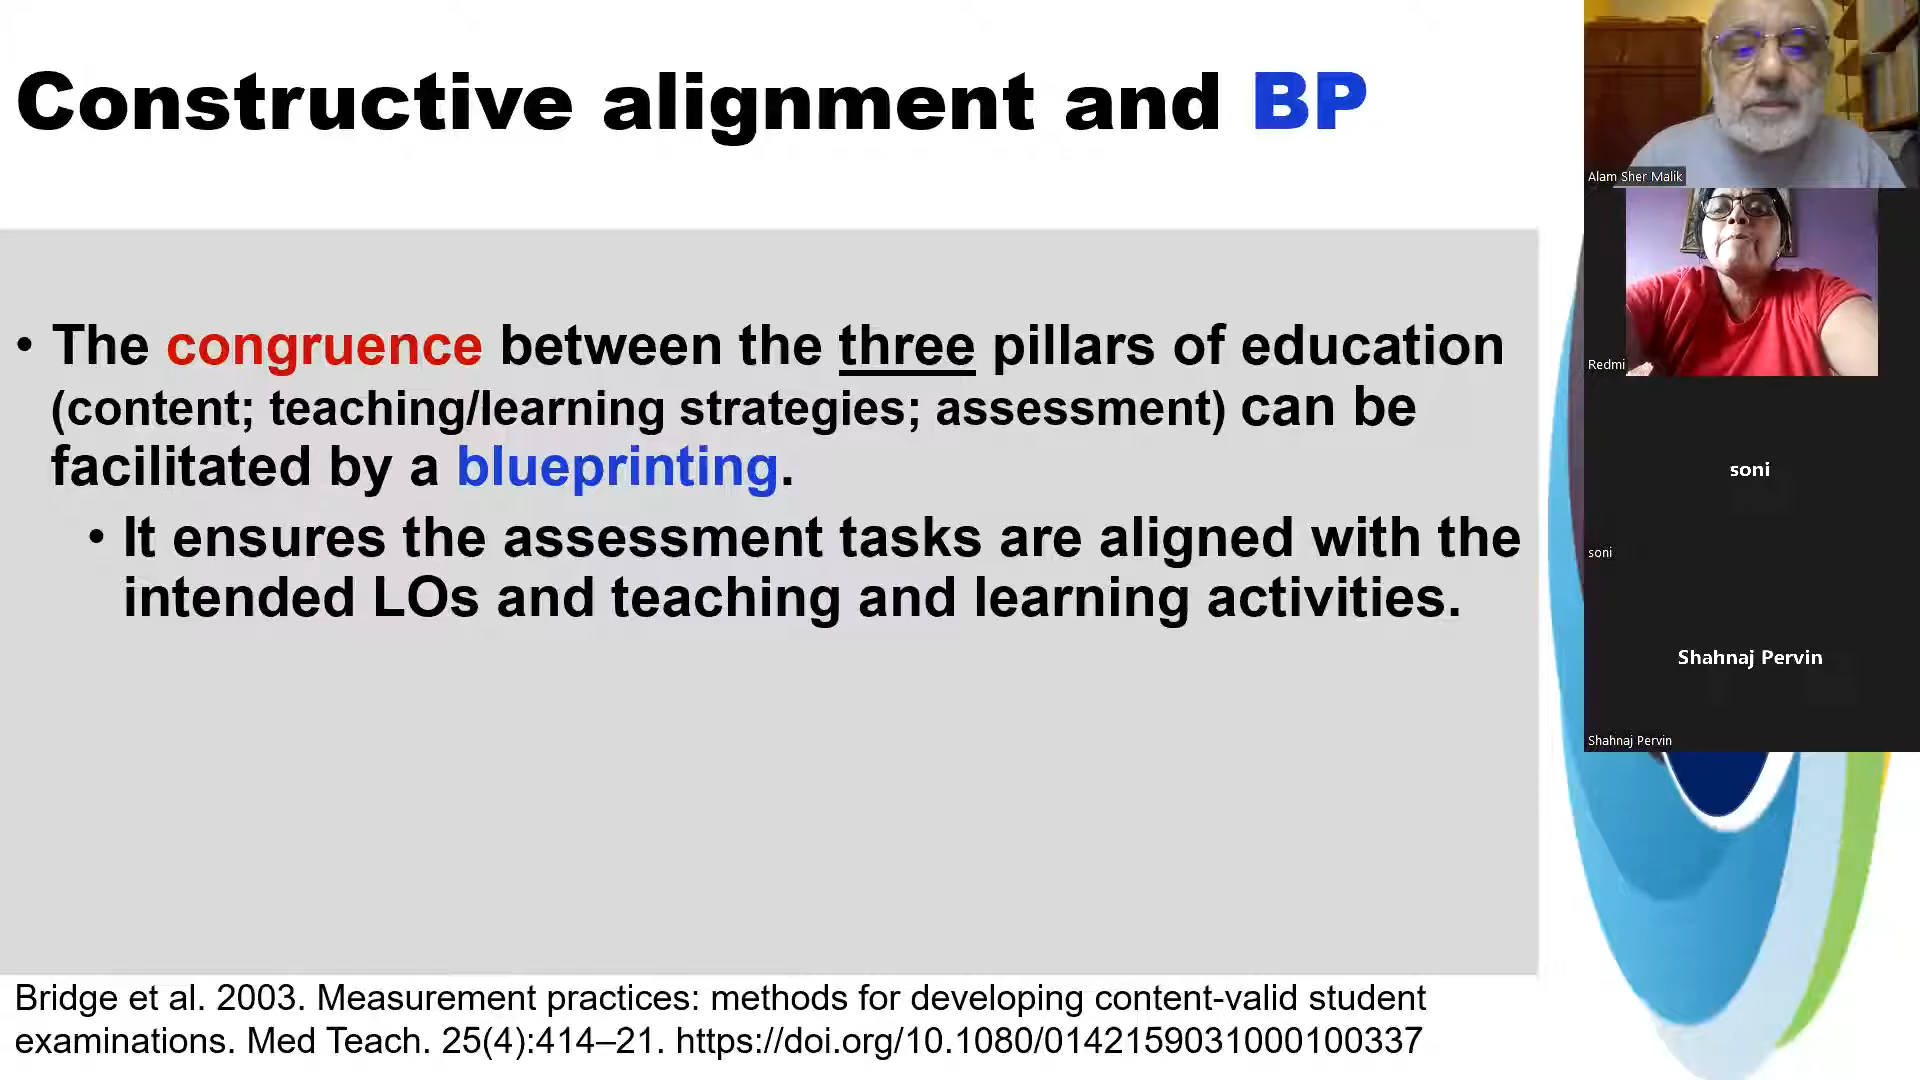 Constructive alignment and BP
• The congruence between the three pillars of education
(content; teaching/learning strategies; assessment) can be
facilitated by a blueprinting.
• It ensures the assessment tasks are aligned with the
intended LOs and teaching and learning activities.
Bridge et al. 2003. Measurement practices: methods for developing content-valid student
examinations. Med Teach. 25(4):414–21. https://doi.org/10.1080/0142159031000100337
Alam Sher Malik
Redmi
soni
soni
Shahnaj Pervin
Shahnaj Pervin